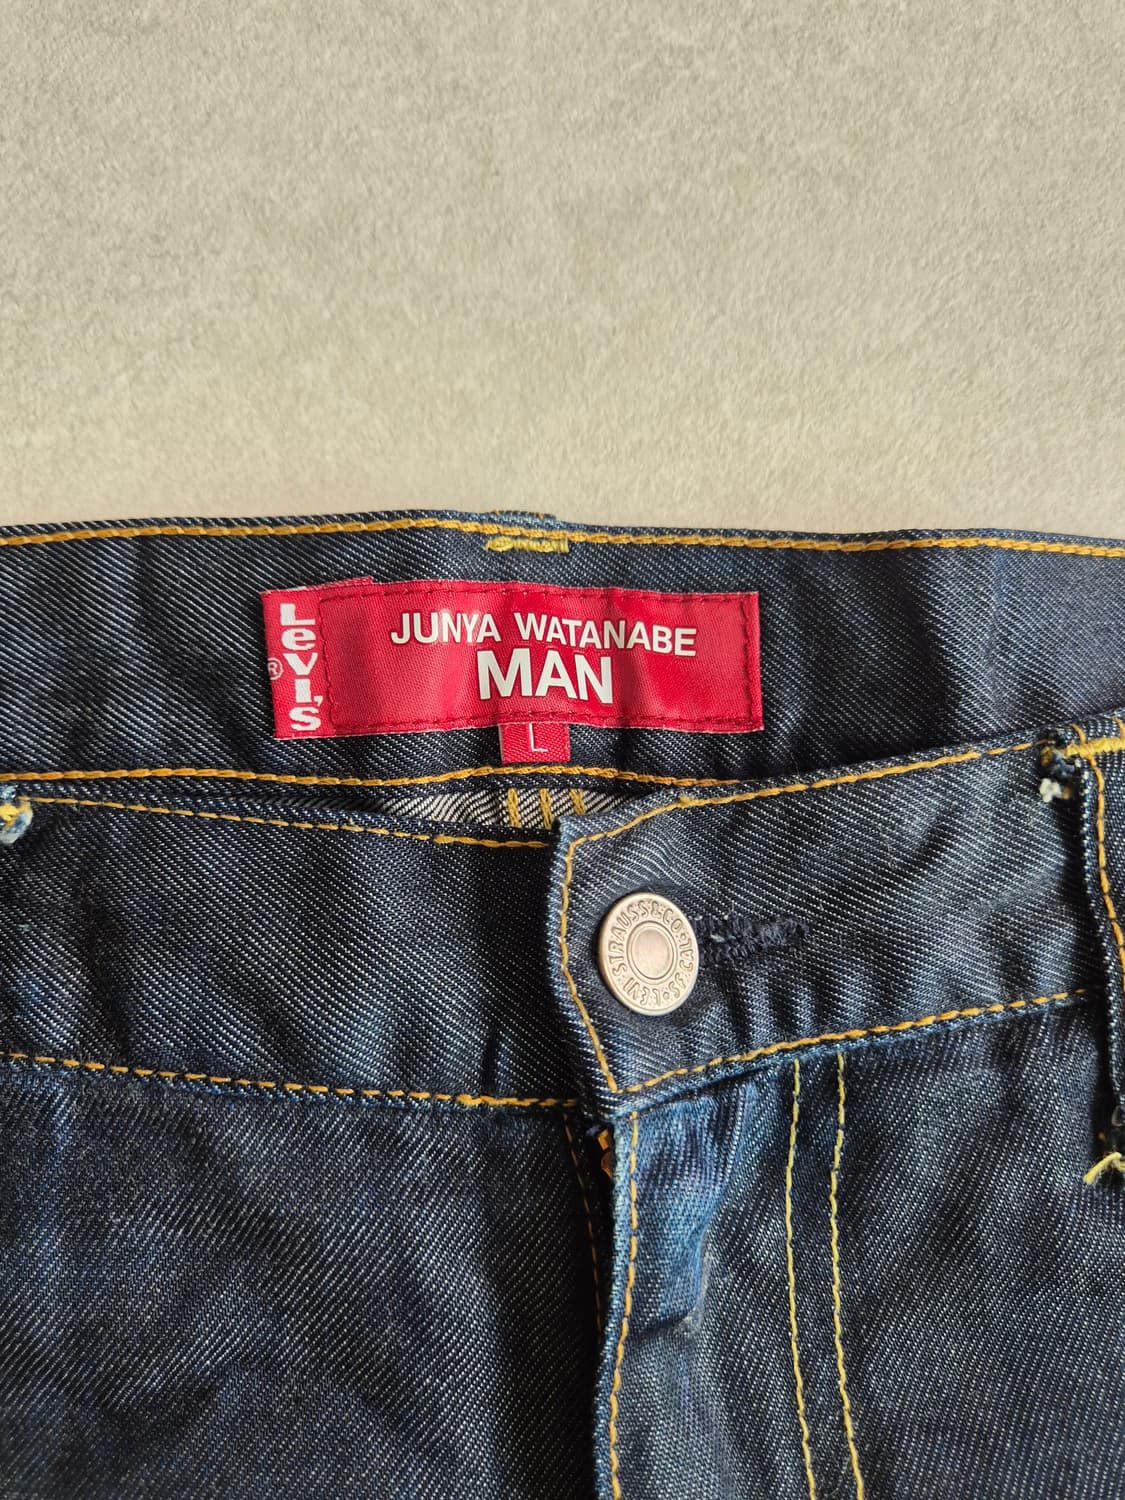 Levi's
®
JUNYA WATANABE
MAN
L
LEVI STRAUSS & CO.